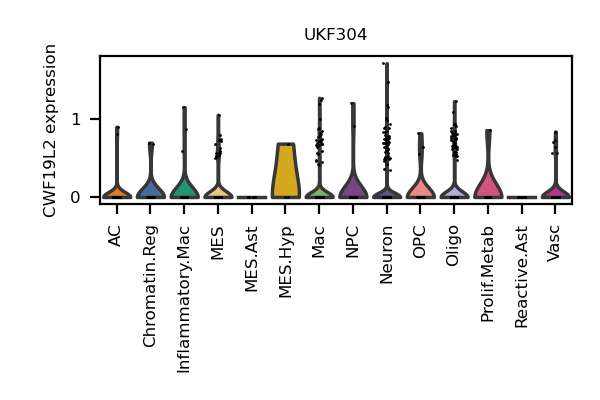 UKF304
CWF19L2 expression
1
0
AC
Chromatin.Reg
Inflammatory.Mac
MES
MES.Ast
MES.Hyp
Mac
NPC
Neuron
OPC
Oligo
Prolif.Metab
Reactive.Ast
Vasc